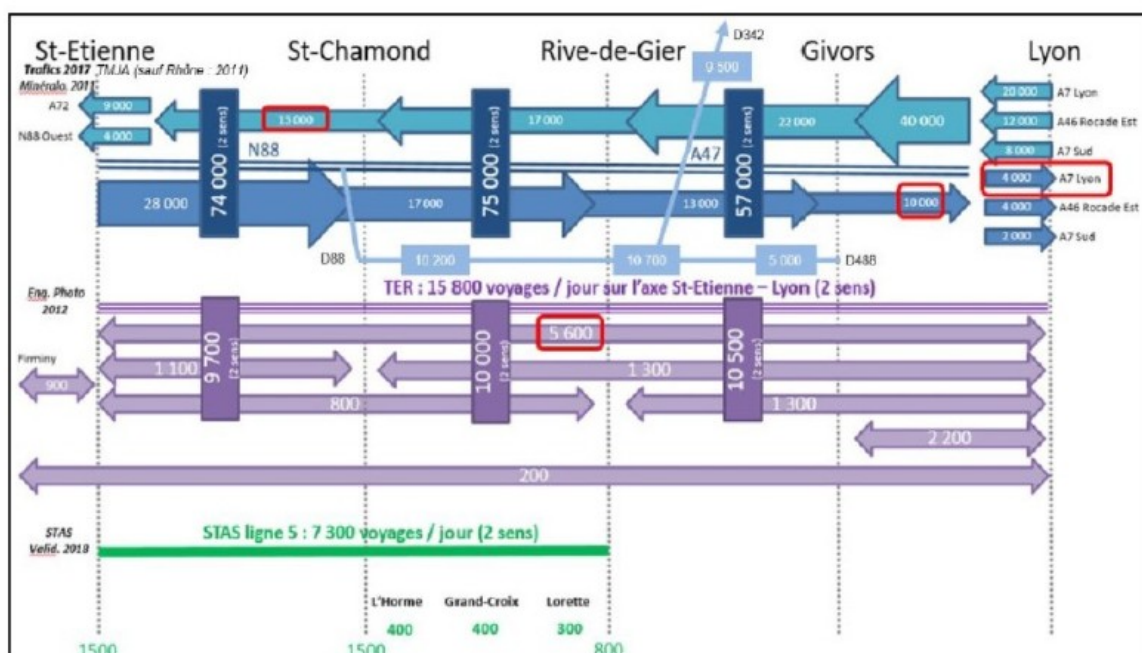 St-Etienne St-Chamond Rive-de-Gier Givors Lyon
D342
Trafics 2017 TMJA (sauf Rhône : 2011)
Minéralo. 2011
9 500
A72 9 000
20 000 A7 Lyon
N88 Ouest 4 000
13 000 17 000 22 000 40 000
12 000 A46 Rocade Est
8 000 A7 Sud
N88 A47
74 000 (2 sens) 75 000 (2 sens) 57 000 (2 sens)
4 000 A7 Lyon
28 000 17 000 13 000 10 000
4 000 A46 Rocade Est
2 000 A7 Sud
D88 10 200 10 700 5 000 D488
TER : 15 800 voyages / jour sur l'axe St-Etienne – Lyon (2 sens)
Enq. Photo
2012
9 700 (2 sens) 10 000 (2 sens) 10 500 (2 sens)
5 600
Firminy
1 100 1 300
900
800 1 300
2 200
200
STAS
Valid. 2018
STAS ligne 5 : 7 300 voyages / jour (2 sens)
L'Horme Grand-Croix Lorette
400 400 300
1500 1500 800